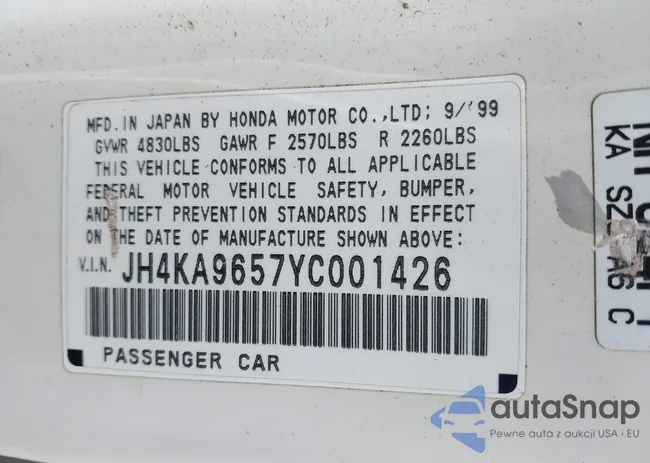 MFD. IN JAPAN BY HONDA MOTOR CO.,LTD; 9/'99
GVWR 4830LBS GAWR F 2570LBS R 2260LBS
THIS VEHICLE CONFORMS TO ALL APPLICABLE
FEDERAL MOTOR VEHICLE SAFETY, BUMPER,
AND THEFT PREVENTION STANDARDS IN EFFECT
ON THE DATE OF MANUFACTURE SHOWN ABOVE:
V.I.N. JH4KA9657YC001426
PASSENGER CAR
KA
C
autaSnap
Pewne auta z aukcji USA i EU